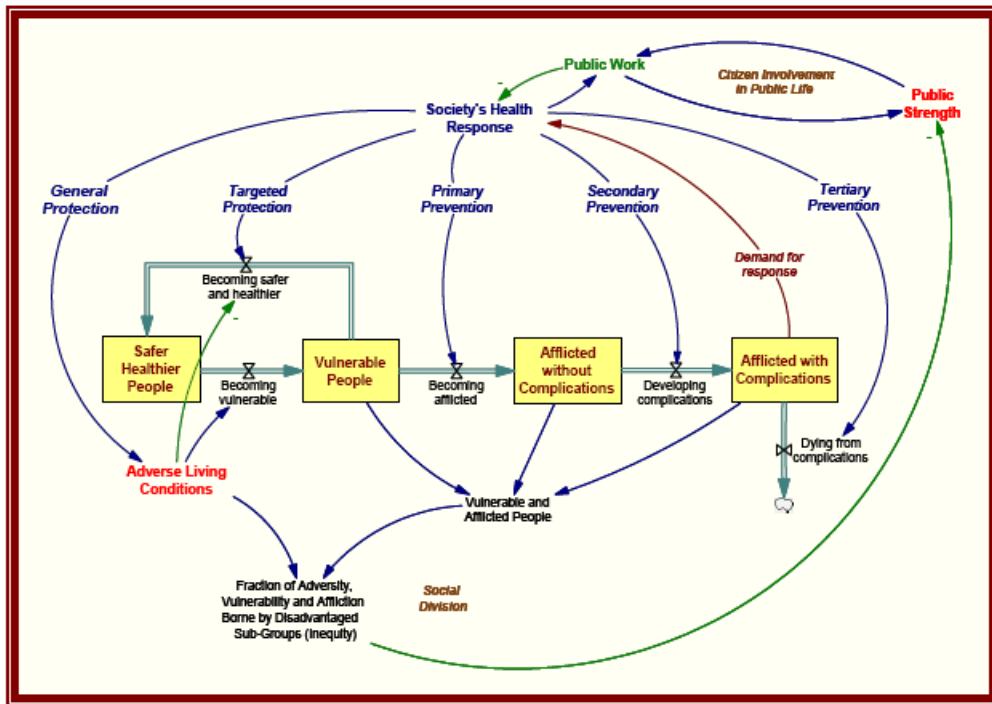 Public Work
-
Citizen Involvement
in Public Life
Public
Strength
-
Society's Health
Response
General
Protection
Targeted
Protection
Primary
Prevention
Secondary
Prevention
Tertiary
Prevention
Demand for
response
Becoming safer
and healthier
-
Safer
Healthier
People
Becoming
vulnerable
Vulnerable
People
Becoming
afflicted
Afflicted
without
Complications
Developing
complications
Afflicted with
Complications
Dying from
complications
Adverse Living
Conditions
Vulnerable and
Afflicted People
Fraction of Adversity,
Vulnerability and Affliction
Borne by Disadvantaged
Sub-Groups (Inequity)
Social
Division